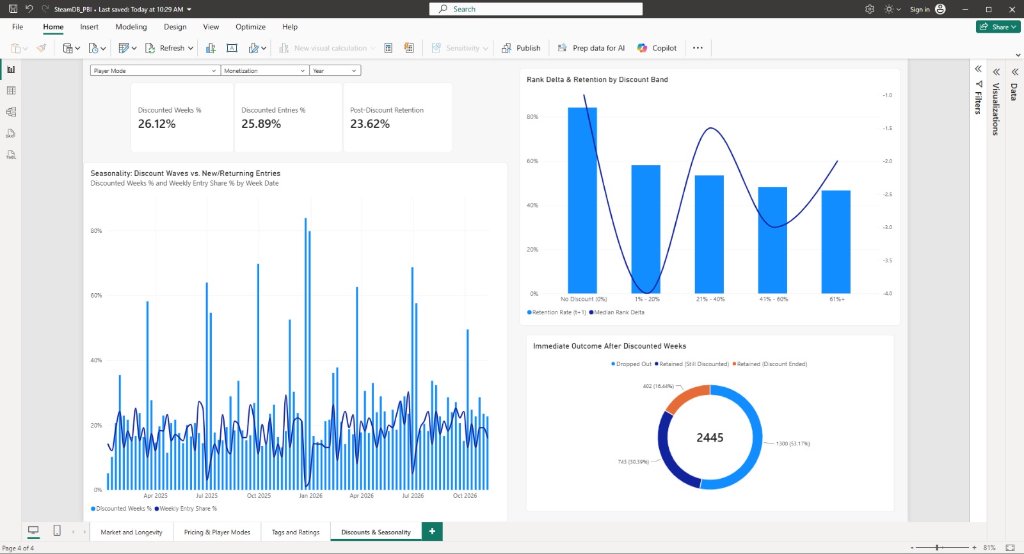 SteamDB_PBI • Last saved: Today at 10:29 AM
Search
Sign in
File Home Insert Modeling Design View Optimize Help
Share
Refresh
New visual calculation
Sensitivity
Publish
Prep data for AI
Copilot
Player Mode
Monetization
Year
Discounted Weeks %
26.12%
Discounted Entries %
25.89%
Post-Discount Retention
23.62%
Seasonality: Discount Waves vs. New/Returning Entries
Discounted Weeks % and Weekly Entry Share % by Week Date
80%
60%
40%
20%
0%
Apr 2025 Jul 2025 Oct 2025 Jan 2026 Apr 2026 Jul 2026 Oct 2026
Discounted Weeks % Weekly Entry Share %
Rank Delta & Retention by Discount Band
80%
60%
40%
20%
0%
-1.0
-1.5
-2.0
-2.5
-3.0
-3.5
-4.0
No Discount (0%) 1% - 20% 21% - 40% 41% - 60% 61%+
Retention Rate (t+1) Median Rank Delta
Immediate Outcome After Discounted Weeks
Dropped Out Retained (Still Discounted) Retained (Discount Ended)
402 (16.44%)
2445
1300 (53.17%)
743 (30.39%)
Filters
Visualizations
Data
Market and Longevity
Pricing & Player Modes
Tags and Ratings
Discounts & Seasonality
Page 4 of 4
81%